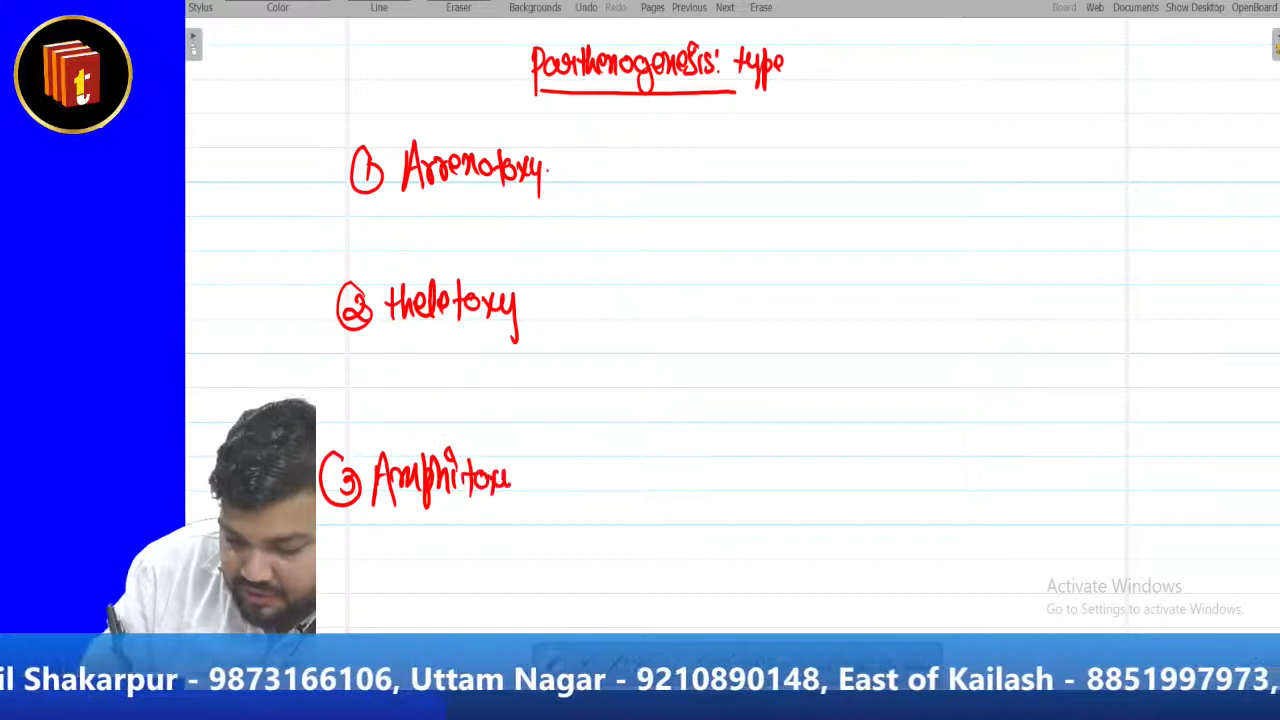 Stylus Color Line Eraser Backgrounds Undo Redo Pages Previous Next Erase Board Web Documents Show Desktop OpenBoard
t
Parthenogenesis: type
① Arrenotoxy
② theletoxy
③ Amphitox
Activate Windows
Go to Settings to activate Windows.
il Shakarpur - 9873166106, Uttam Nagar - 9210890148, East of Kailash - 8851997973,